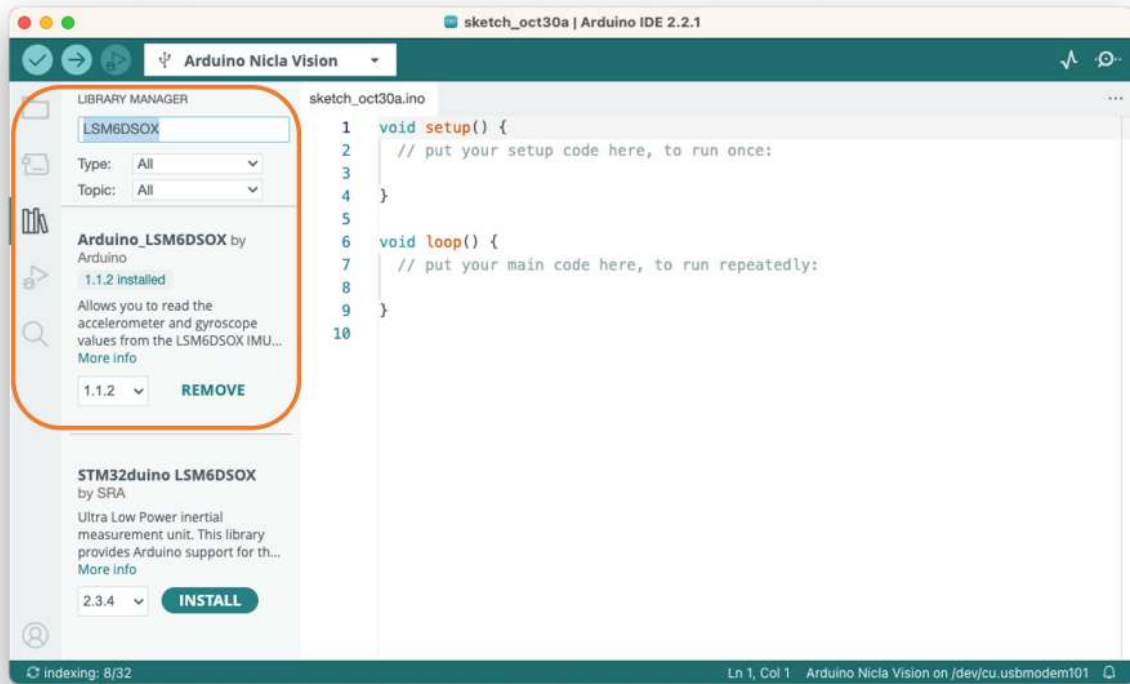 sketch_oct30a | Arduino IDE 2.2.1
Arduino Nicla Vision
LIBRARY MANAGER
LSM6DSOX
Type: All
Topic: All
Arduino_LSM6DSOX by
Arduino
1.1.2 installed
Allows you to read the
accelerometer and gyroscope
values from the LSM6DSOX IMU...
More info
1.1.2 REMOVE
STM32duino LSM6DSOX
by SRA
Ultra Low Power inertial
measurement unit. This library
provides Arduino support for th...
More info
2.3.4 INSTALL
sketch_oct30a.ino
1 void setup() {
2 // put your setup code here, to run once:
3
4 }
5
6 void loop() {
7 // put your main code here, to run repeatedly:
8
9 }
10
indexing: 8/32
Ln 1, Col 1 Arduino Nicla Vision on /dev/cu.usbmodem101